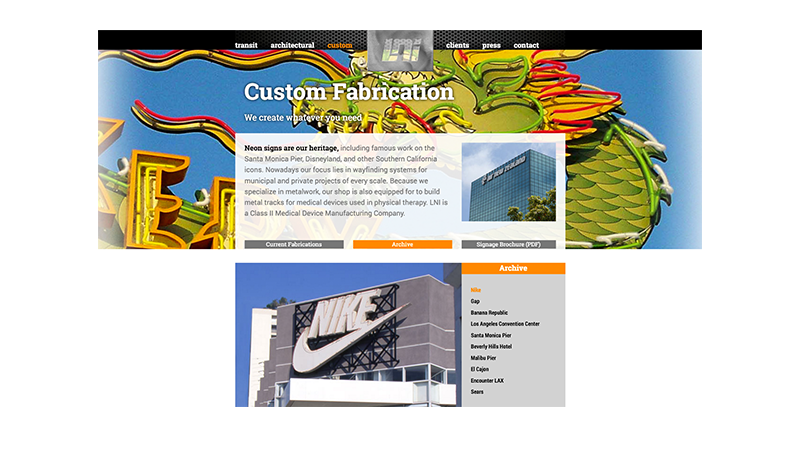 transit architectural custom LNI clients press contact
Custom Fabrication
We create whatever you need
Neon signs are our heritage, including famous work on the
Santa Monica Pier, Disneyland, and other Southern California
icons. Nowadays our focus lies in wayfinding systems for
municipal and private projects of every scale. Because we
specialize in metalwork, our shop is also equipped for to build
metal tracks for medical devices used in physical therapy. LNI is
a Class II Medical Device Manufacturing Company.
Current Fabrications Archive Signage Brochure (PDF)
NIKE
Archive
Nike
Gap
Banana Republic
Los Angeles Convention Center
Santa Monica Pier
Beverly Hills Hotel
Malibu Pier
El Cajon
Encounter LAX
Sears